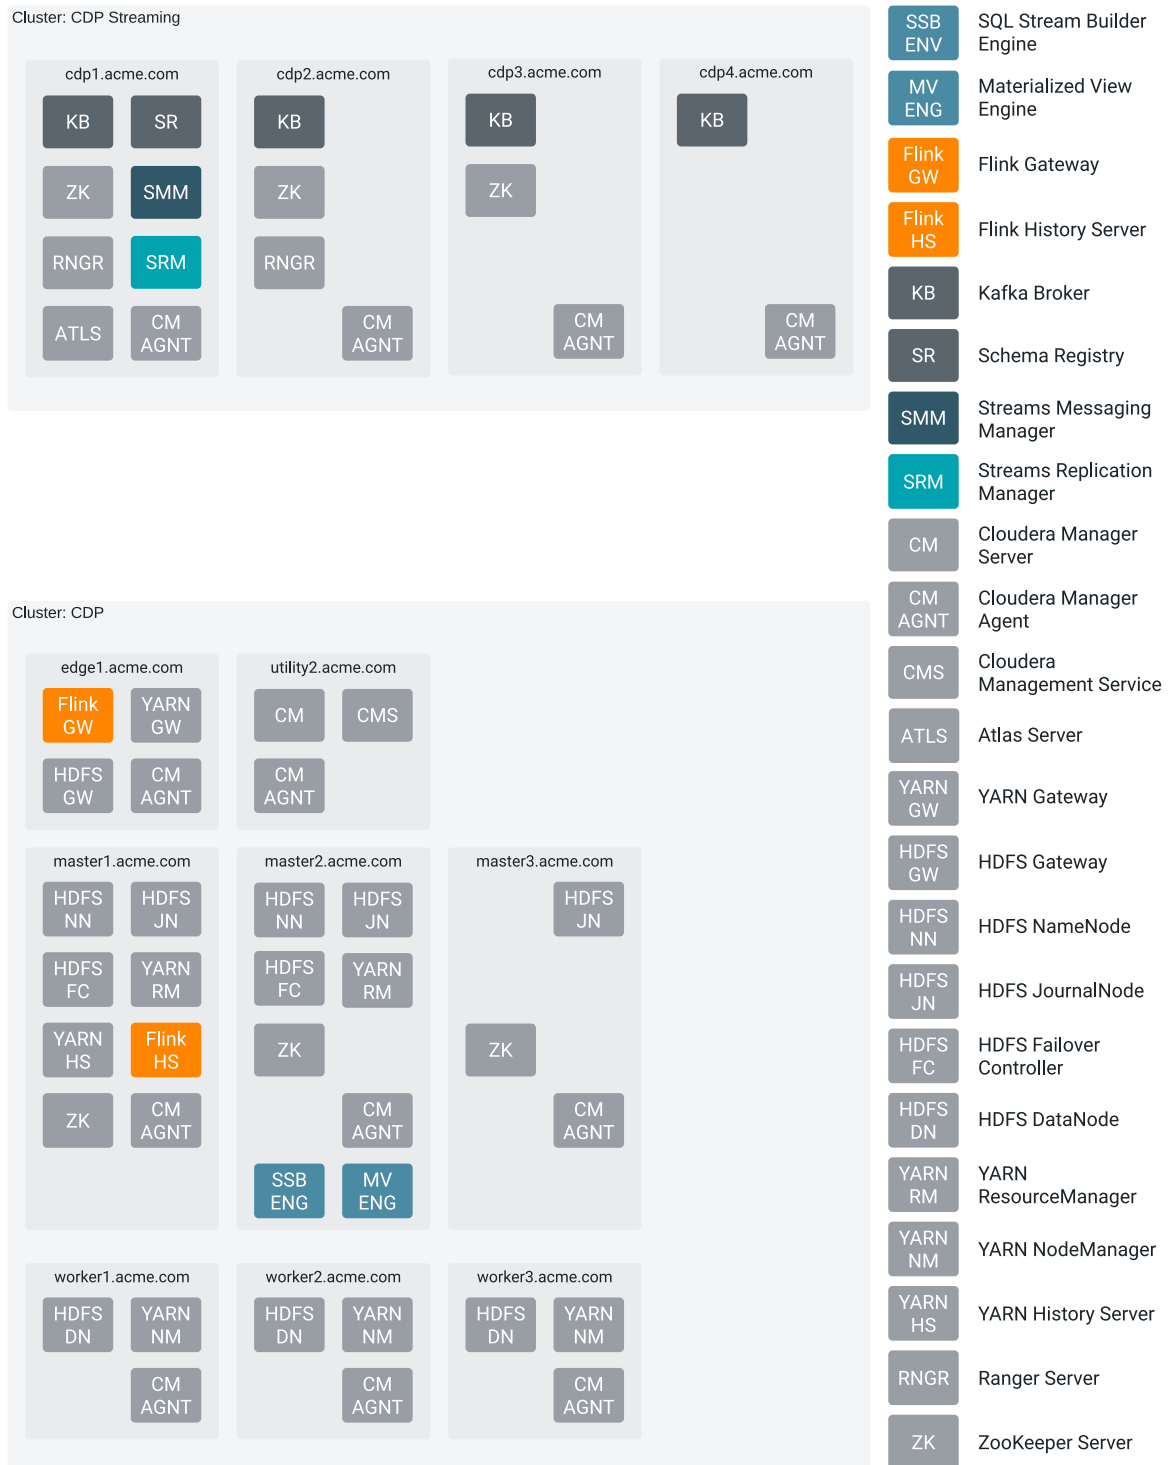 Cluster: CDP Streaming
cdp1.acme.com
KB
SR
ZK
SMM
RNGR
SRM
ATLS
CM
AGNT
cdp2.acme.com
KB
ZK
RNGR
CM
AGNT
cdp3.acme.com
KB
ZK
CM
AGNT
cdp4.acme.com
KB
CM
AGNT
Cluster: CDP
edge1.acme.com
Flink
GW
YARN
GW
HDFS
GW
CM
AGNT
utility2.acme.com
CM
CMS
CM
AGNT
master1.acme.com
HDFS
NN
HDFS
JN
HDFS
FC
YARN
RM
YARN
HS
Flink
HS
ZK
CM
AGNT
master2.acme.com
HDFS
NN
HDFS
JN
HDFS
FC
YARN
RM
ZK
CM
AGNT
SSB
ENG
MV
ENG
master3.acme.com
HDFS
JN
ZK
CM
AGNT
worker1.acme.com
HDFS
DN
YARN
NM
CM
AGNT
worker2.acme.com
HDFS
DN
YARN
NM
CM
AGNT
worker3.acme.com
HDFS
DN
YARN
NM
CM
AGNT
SSB
ENV
SQL Stream Builder
Engine
MV
ENG
Materialized View
Engine
Flink
GW
Flink Gateway
Flink
HS
Flink History Server
KB
Kafka Broker
SR
Schema Registry
SMM
Streams Messaging
Manager
SRM
Streams Replication
Manager
CM
Cloudera Manager
Server
CM
AGNT
Cloudera Manager
Agent
CMS
Cloudera
Management Service
ATLS
Atlas Server
YARN
GW
YARN Gateway
HDFS
GW
HDFS Gateway
HDFS
NN
HDFS NameNode
HDFS
JN
HDFS JournalNode
HDFS
FC
HDFS Failover
Controller
HDFS
DN
HDFS DataNode
YARN
RM
YARN
ResourceManager
YARN
NM
YARN NodeManager
YARN
HS
YARN History Server
RNGR
Ranger Server
ZK
ZooKeeper Server